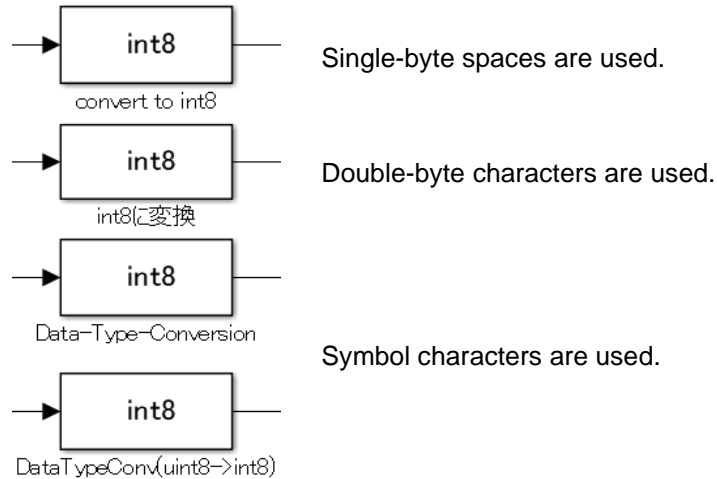 int8
Single-byte spaces are used.
convert to int8
int8
Double-byte characters are used.
int8に変換
int8
Data-Type-Conversion
Symbol characters are used.
int8
DataTypeConv(uint8->int8)